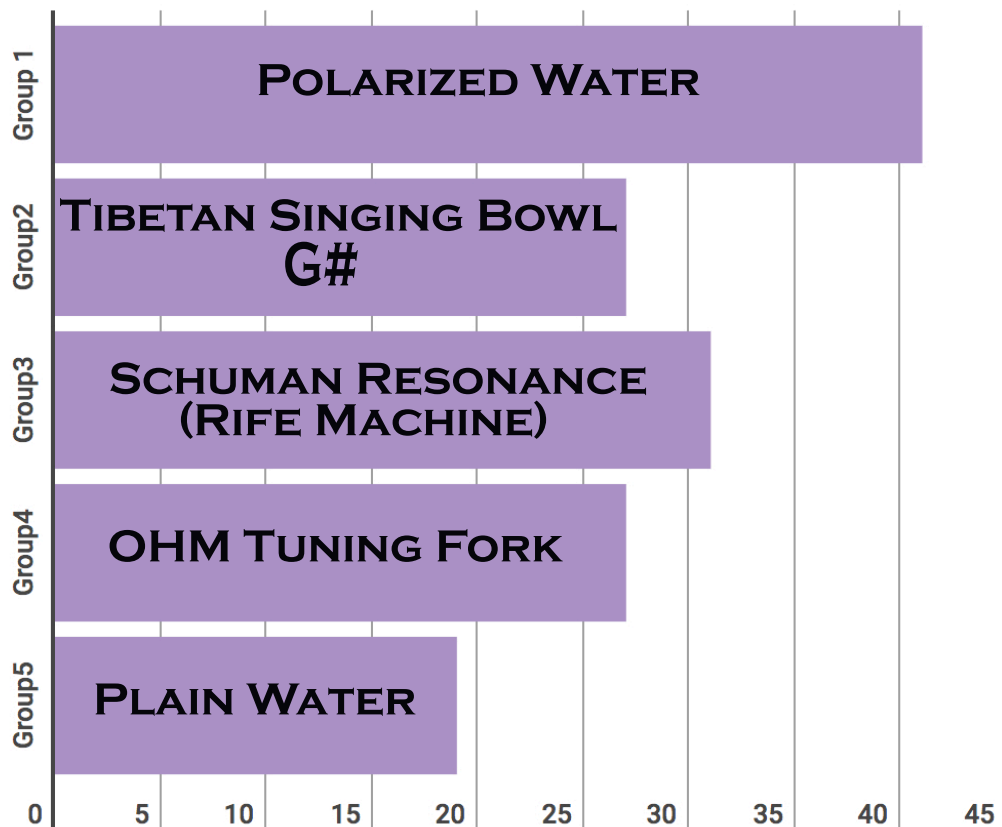 Group 1
Polarized Water
Group2
Tibetan Singing Bowl
G#
Group3
Schuman Resonance
(Rife Machine)
Group4
OHM Tuning Fork
Group5
Plain Water
0 5 10 15 20 25 30 35 40 45